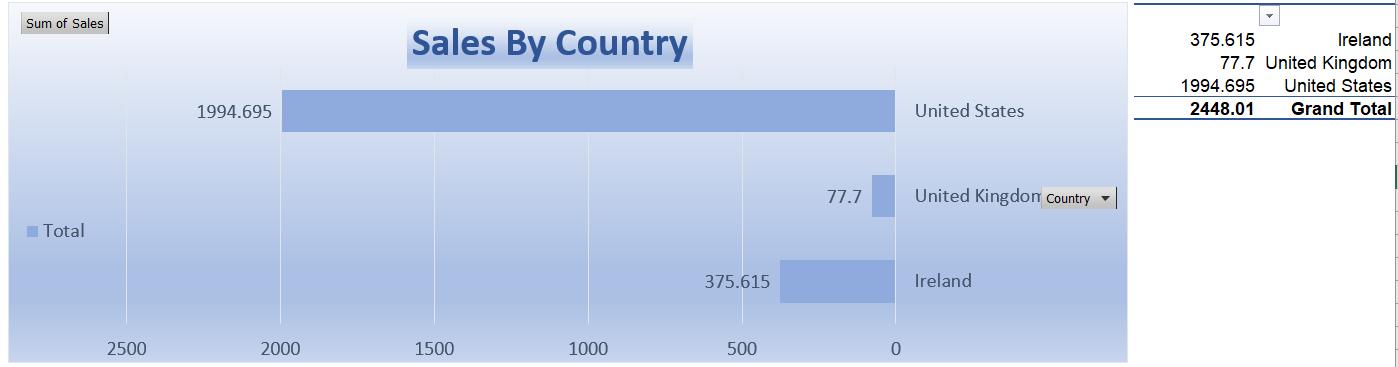 Sum of Sales
Sales By Country
1994.695 United States
77.7 United Kingdom
Country
Total
375.615 Ireland
2500 2000 1500 1000 500 0
375.615 Ireland
77.7 United Kingdom
1994.695 United States
2448.01 Grand Total